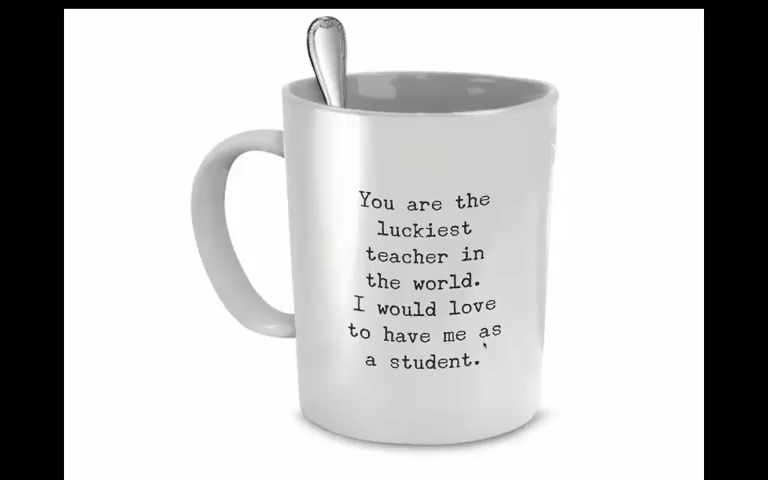 You are the
luckiest
teacher in
the world.
I would love
to have me as
a student.